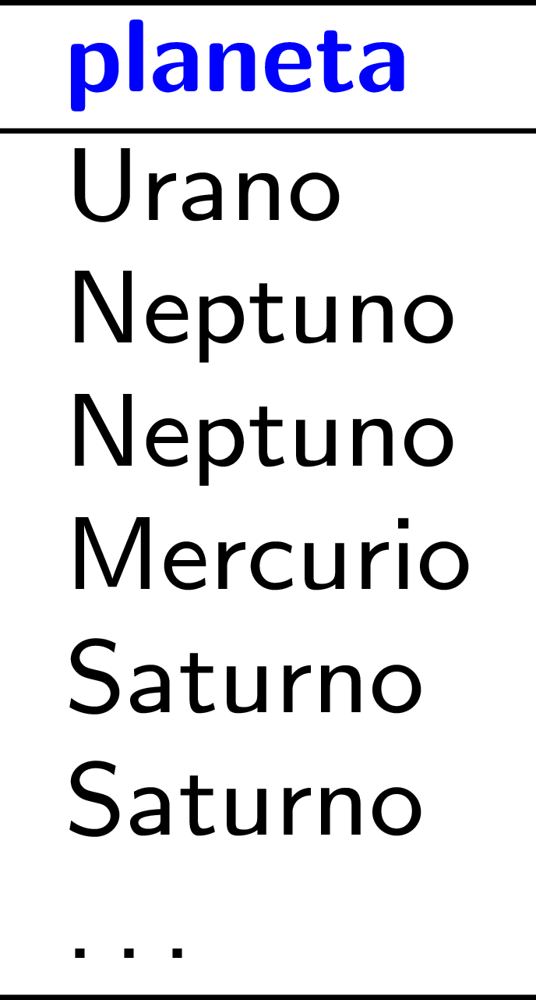 planeta
Urano
Neptuno
Neptuno
Mercurio
Saturno
Saturno
. . .